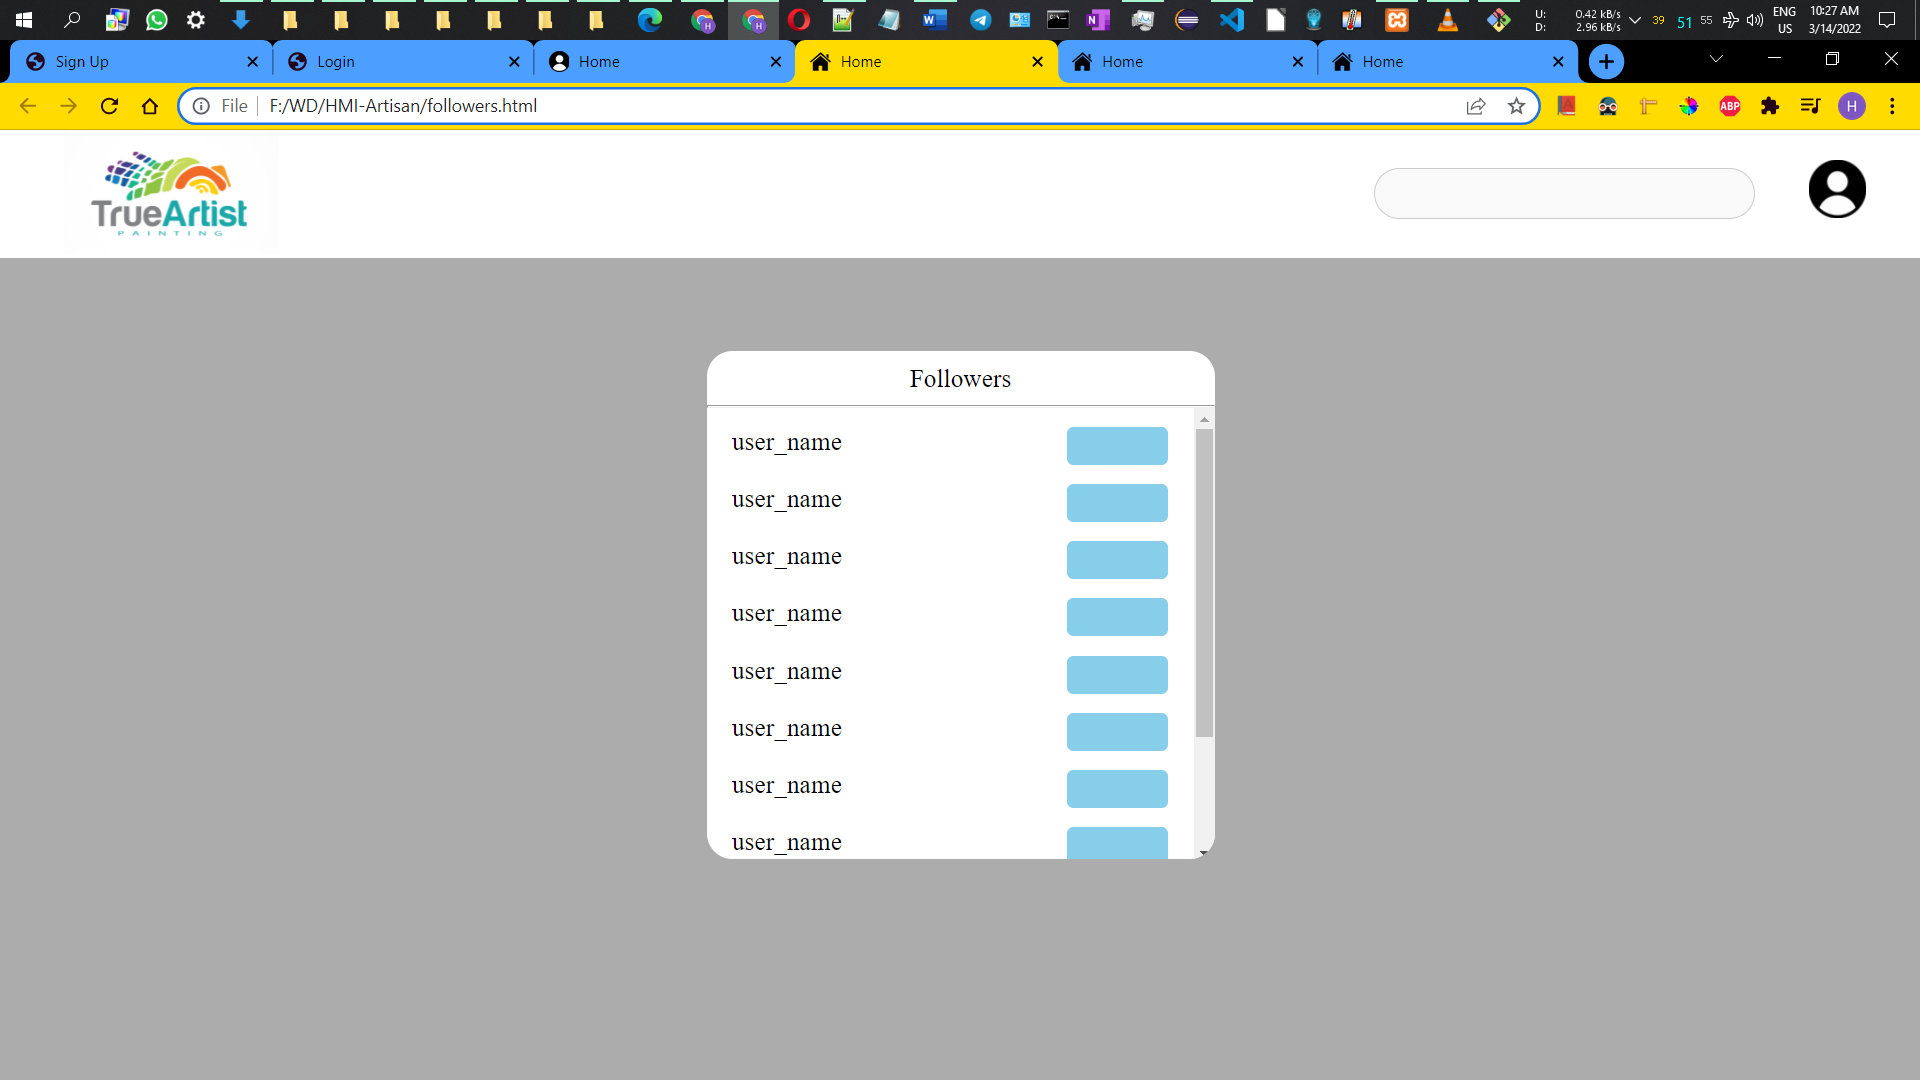 U: 0.42 kB/s
D: 2.96 kB/s
39 51 55
ENG
US
10:27 AM
3/14/2022
Sign Up
Login
Home
Home
Home
Home
File
F:/WD/HMI-Artisan/followers.html
ABP
H
TrueArtist
PAINTING
Followers
user_name
user_name
user_name
user_name
user_name
user_name
user_name
user_name